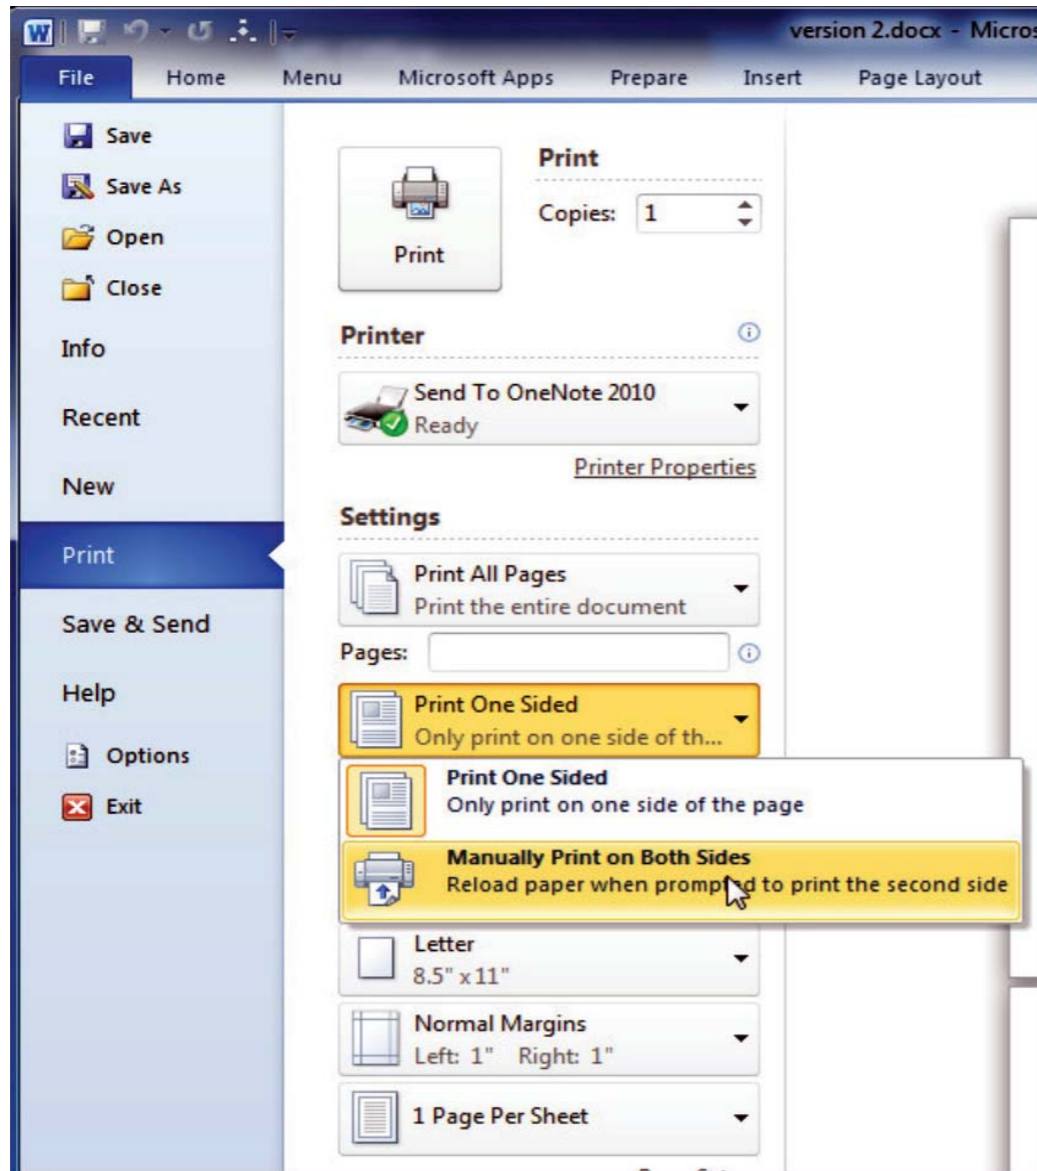 W
version 2.docx - Micros
File Home Menu Microsoft Apps Prepare Insert Page Layout
Save
Save As
Open
Close
Info
Recent
New
Print
Save & Send
Help
Options
Exit
Print
Print
Copies: 1
Printer
Send To OneNote 2010
Ready
Printer Properties
Settings
Print All Pages
Print the entire document
Pages:
Print One Sided
Only print on one side of th...
Print One Sided
Only print on one side of the page
Manually Print on Both Sides
Reload paper when prompted to print the second side
Letter
8.5" x 11"
Normal Margins
Left: 1" Right: 1"
1 Page Per Sheet